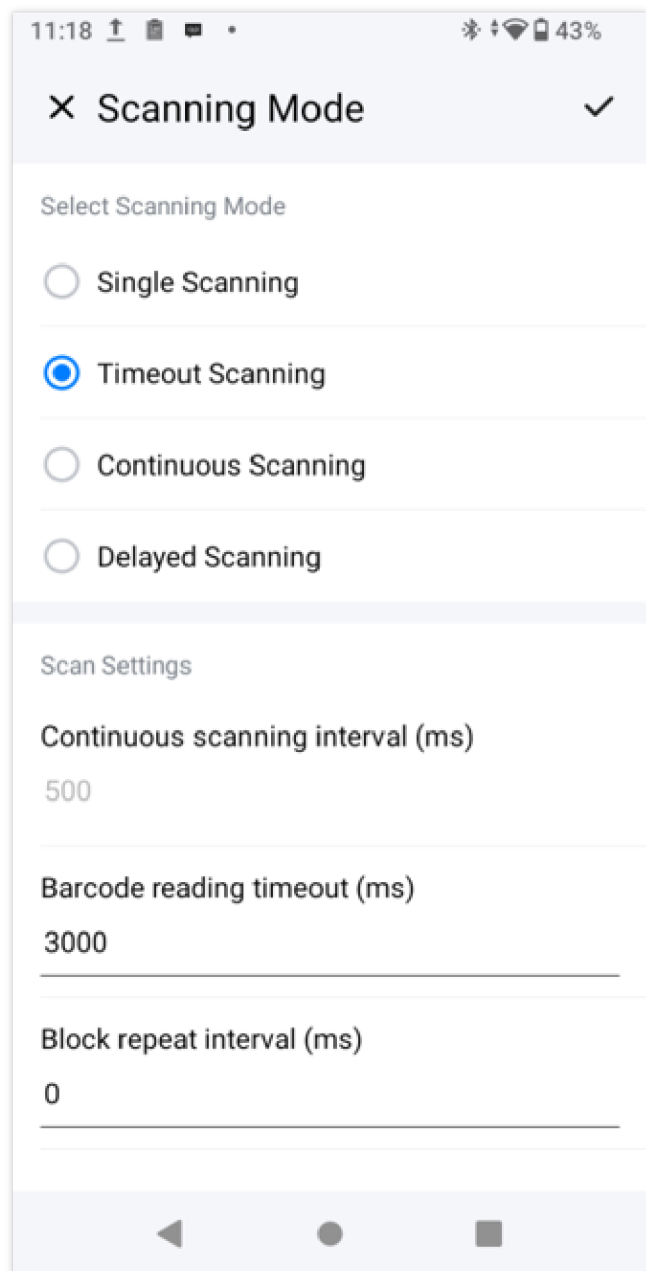 11:18
43%
Scanning Mode
Select Scanning Mode
Single Scanning
Timeout Scanning
Continuous Scanning
Delayed Scanning
Scan Settings
Continuous scanning interval (ms)
500
Barcode reading timeout (ms)
3000
Block repeat interval (ms)
0